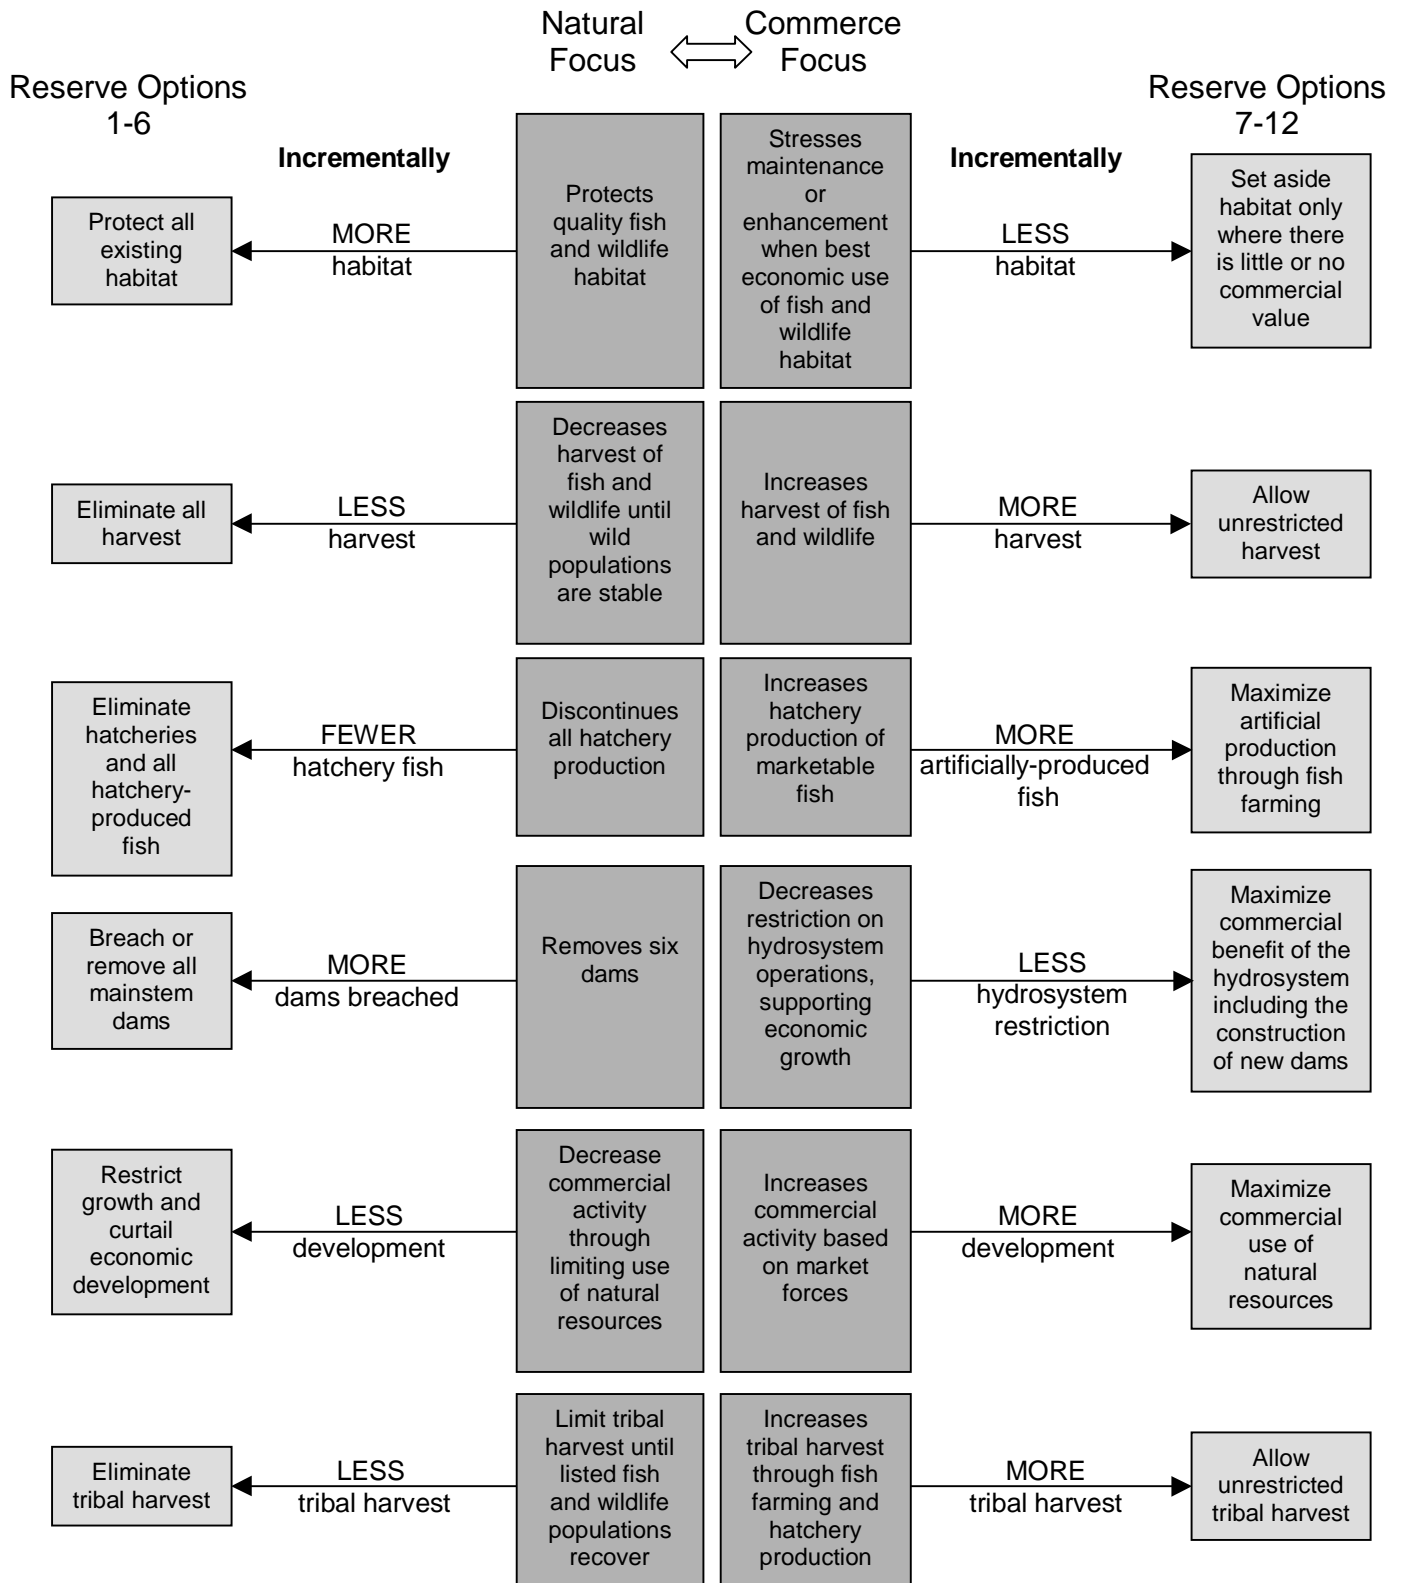 Natural
Focus
Commerce
Focus
Reserve Options
1-6
Reserve Options
7-12
Incrementally
Incrementally
Protect all
existing
habitat
MORE
habitat
Protects
quality fish
and wildlife
habitat
Stresses
maintenance
or
enhancement
when best
economic use
of fish and
wildlife
habitat
LESS
habitat
Set aside
habitat only
where there
is little or no
commercial
value
Eliminate all
harvest
LESS
harvest
Decreases
harvest of
fish and
wildlife until
wild
populations
are stable
Increases
harvest of fish
and wildlife
MORE
harvest
Allow
unrestricted
harvest
Eliminate
hatcheries
and all
hatchery-
produced
fish
FEWER
hatchery fish
Discontinues
all hatchery
production
Increases
hatchery
production of
marketable
fish
MORE
artificially-produced
fish
Maximize
artificial
production
through fish
farming
Breach or
remove all
mainstem
dams
MORE
dams breached
Removes six
dams
Decreases
restriction on
hydrosystem
operations,
supporting
economic
growth
LESS
hydrosystem
restriction
Maximize
commercial
benefit of the
hydrosystem
including the
construction
of new dams
Restrict
growth and
curtail
economic
development
LESS
development
Decrease
commercial
activity
through
limiting use
of natural
resources
Increases
commercial
activity based
on market
forces
MORE
development
Maximize
commercial
use of
natural
resources
Eliminate
tribal harvest
LESS
tribal harvest
Limit tribal
harvest until
listed fish
and wildlife
populations
recover
Increases
tribal harvest
through fish
farming and
hatchery
production
MORE
tribal harvest
Allow
unrestricted
tribal harvest